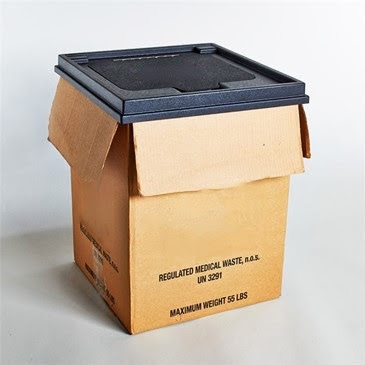 REGULATED MEDICAL WASTE, n.o.s.
UN 3291
MAXIMUM WEIGHT 55 LBS